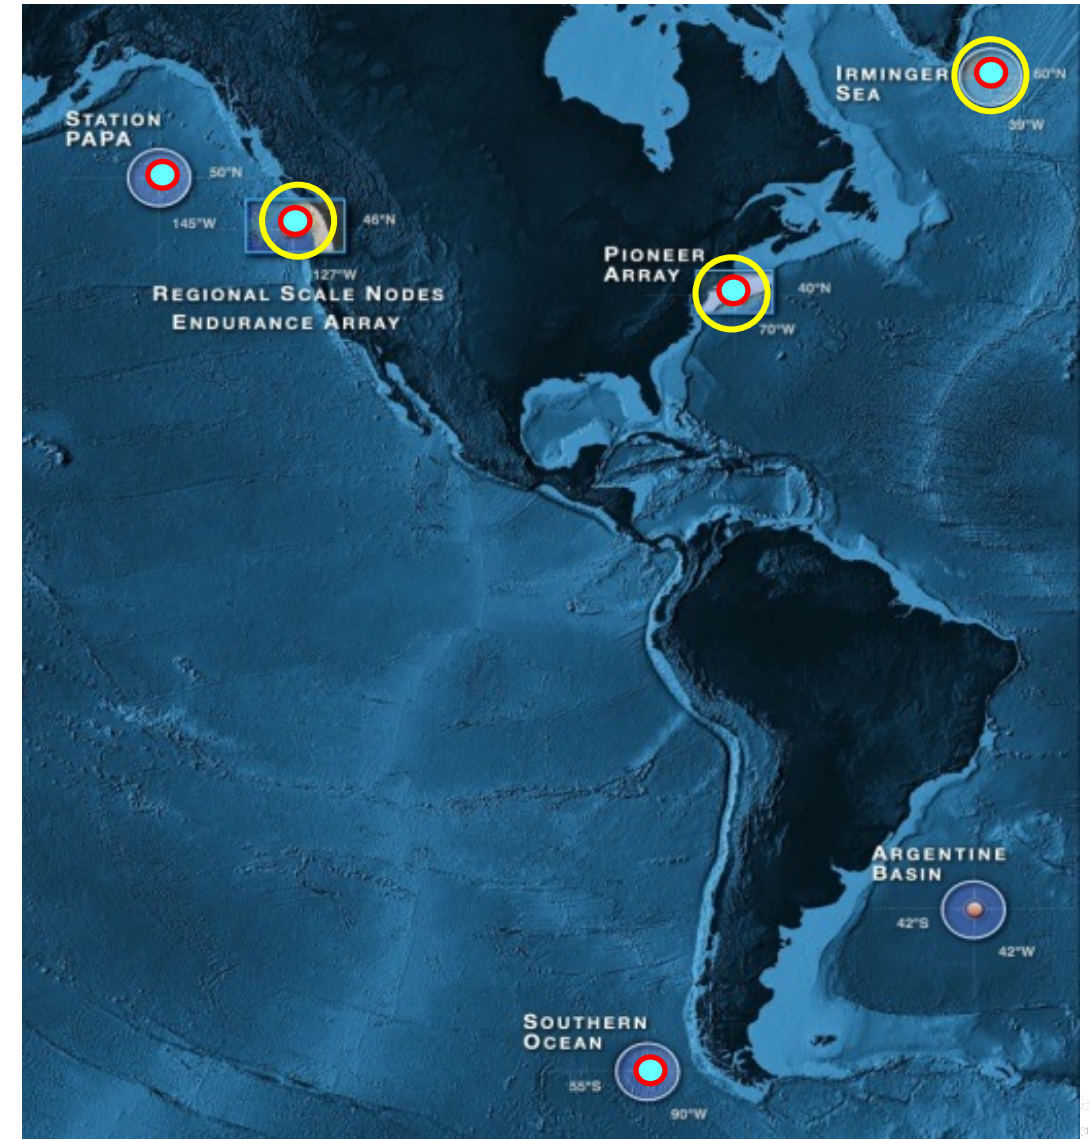 IRMINGER
SEA
60°N
39°W
STATION
PAPA
50°N
145°W
46°N
127°W
REGIONAL SCALE NODES
ENDURANCE ARRAY
PIONEER
ARRAY
40°N
70°W
ARGENTINE
BASIN
42°S
42°W
SOUTHERN
OCEAN
55°S
90°W